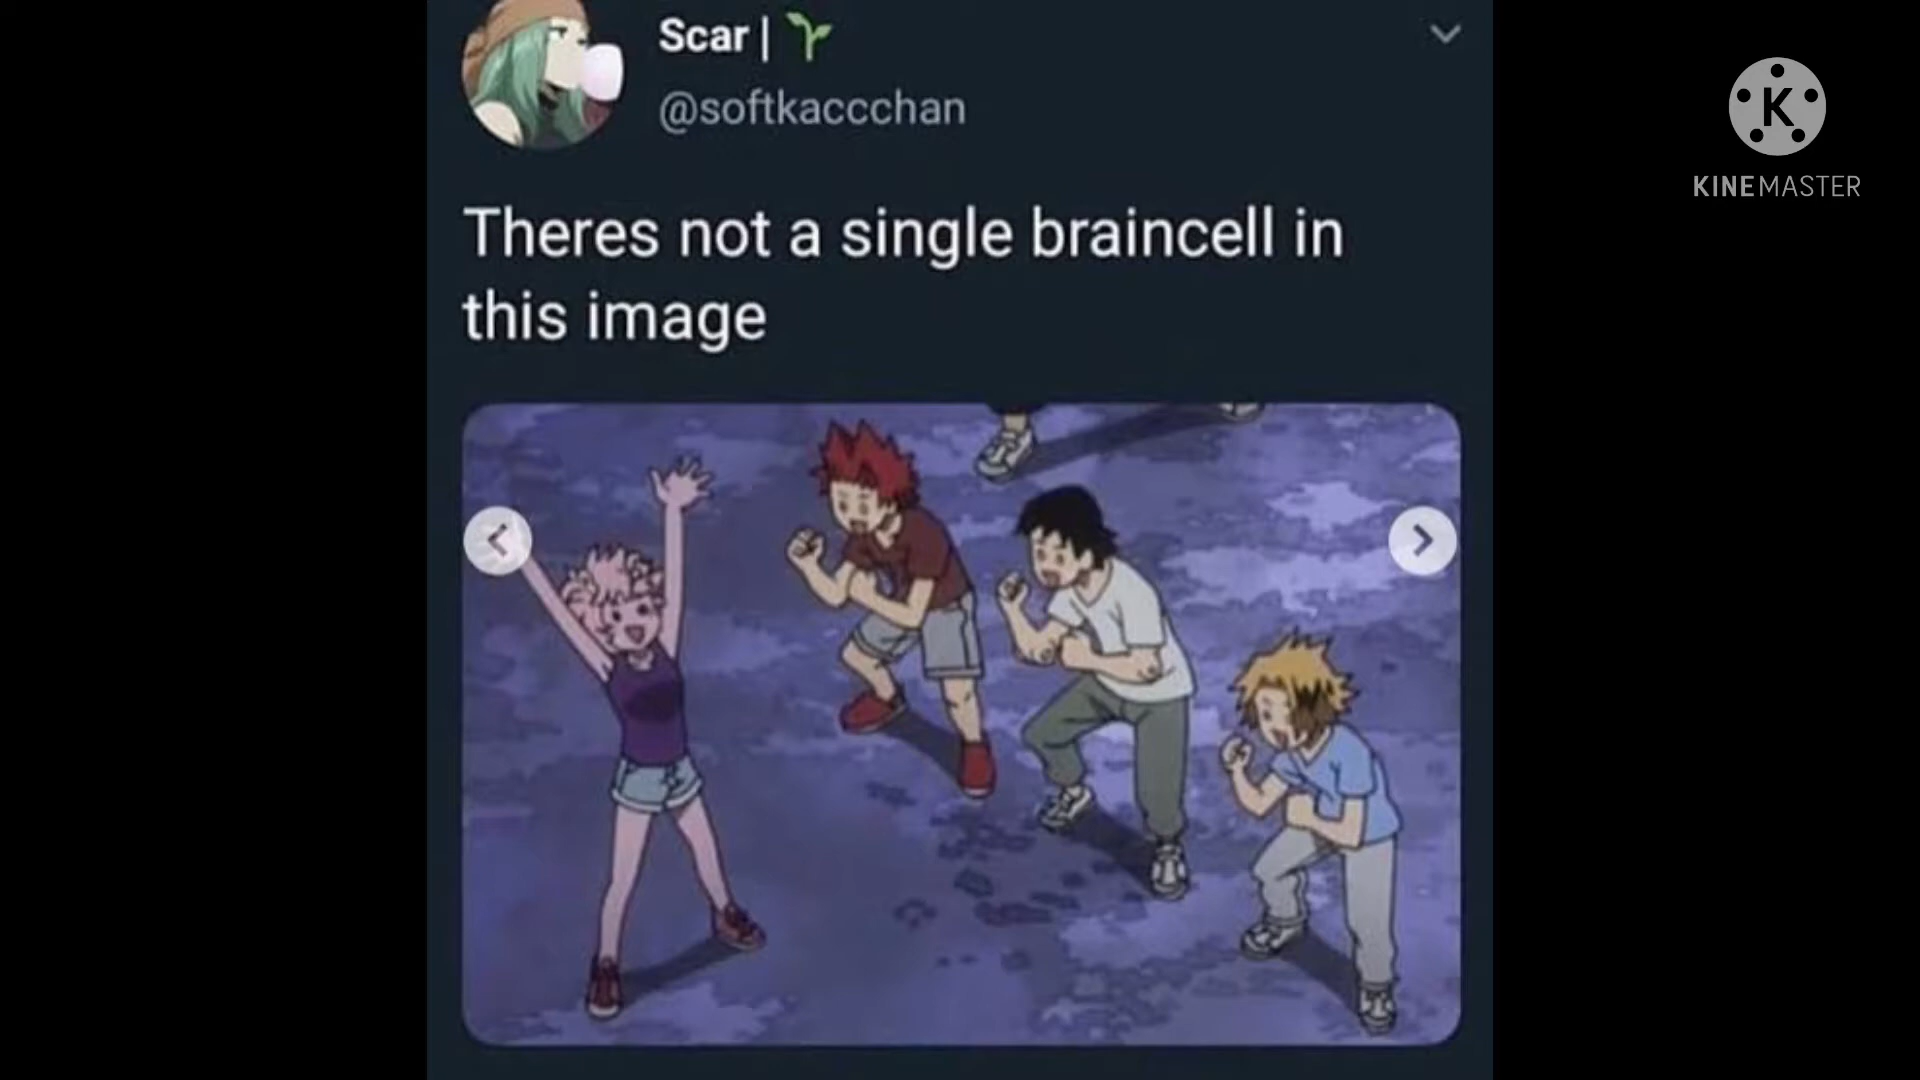 Scar | 🌱
@softkaccchan
Theres not a single braincell in
this image
K
KINEMASTER